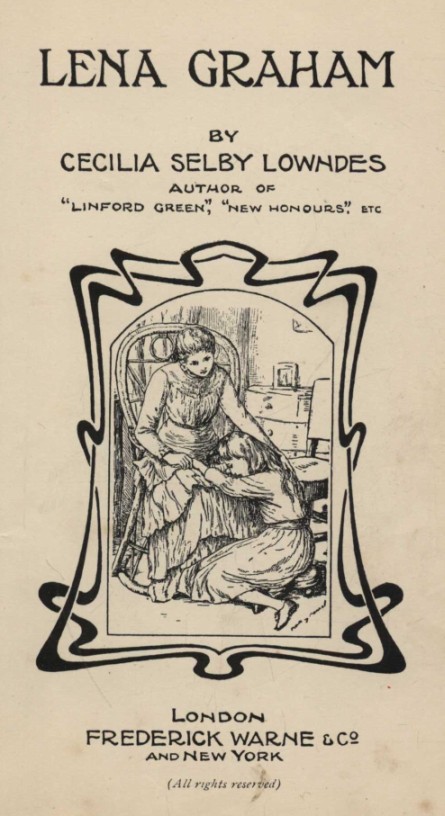 LENA GRAHAM
BY
CECILIA SELBY LOWNDES
AUTHOR OF
"LINFORD GREEN", "NEW HONOURS", ETC
LONDON
FREDERICK WARNE & Co
AND NEW YORK
(All rights reserved)